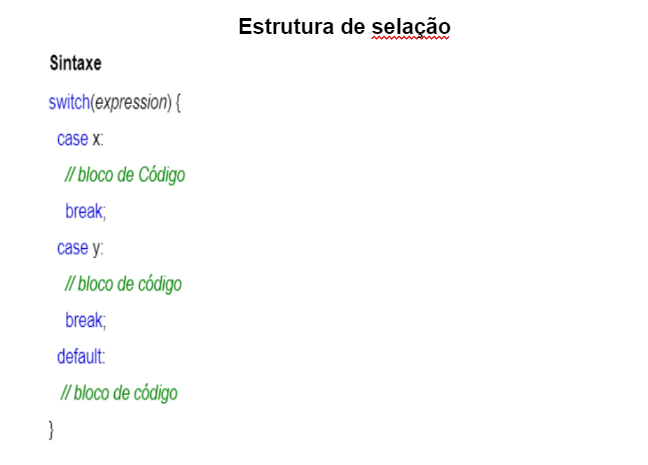 Estrutura de selação
Sintaxe
switch(expression) {
case x:
// bloco de Código
break;
case y:
// bloco de código
break;
default:
// bloco de código
}